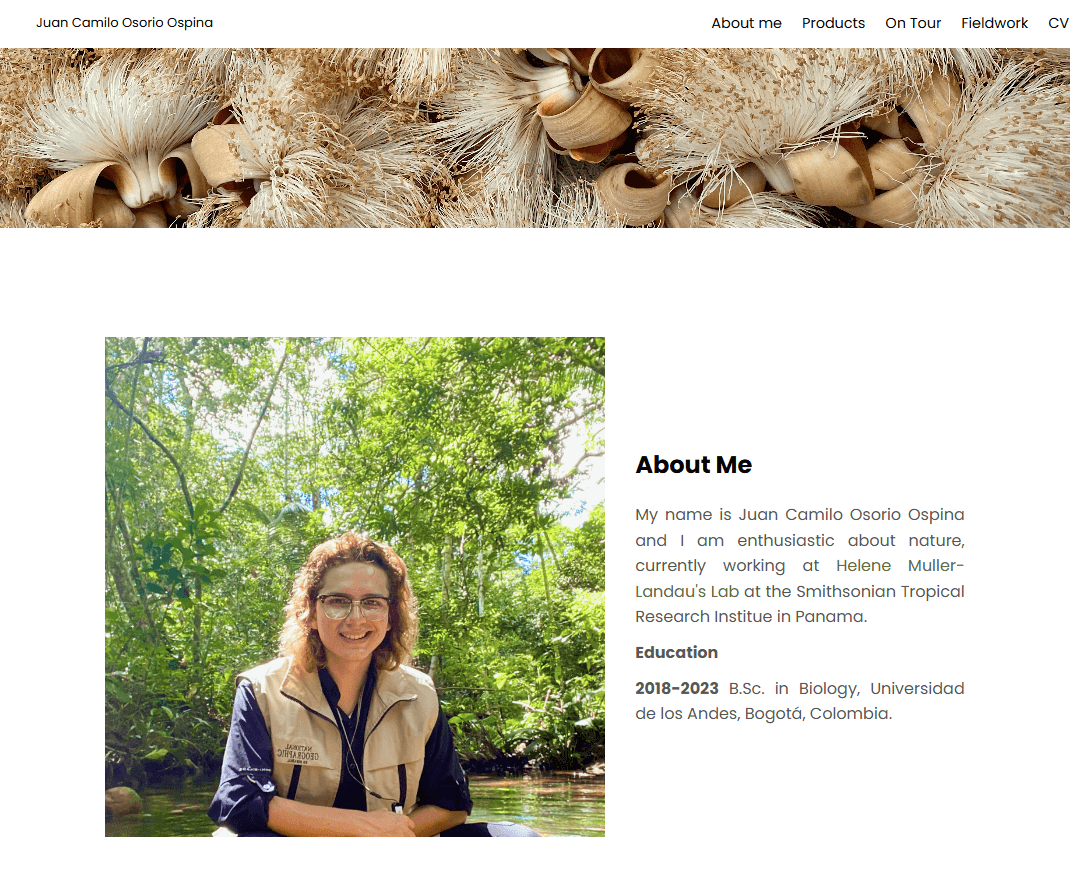 Juan Camilo Osorio Ospina
About me Products On Tour Fieldwork CV
About Me
My name is Juan Camilo Osorio Ospina
and I am enthusiastic about nature,
currently working at Helene Muller-
Landau's Lab at the Smithsonian Tropical
Research Institue in Panama.
Education
2018-2023 B.Sc. in Biology, Universidad
de los Andes, Bogotá, Colombia.
NATIONAL
GEOGRAPHIC